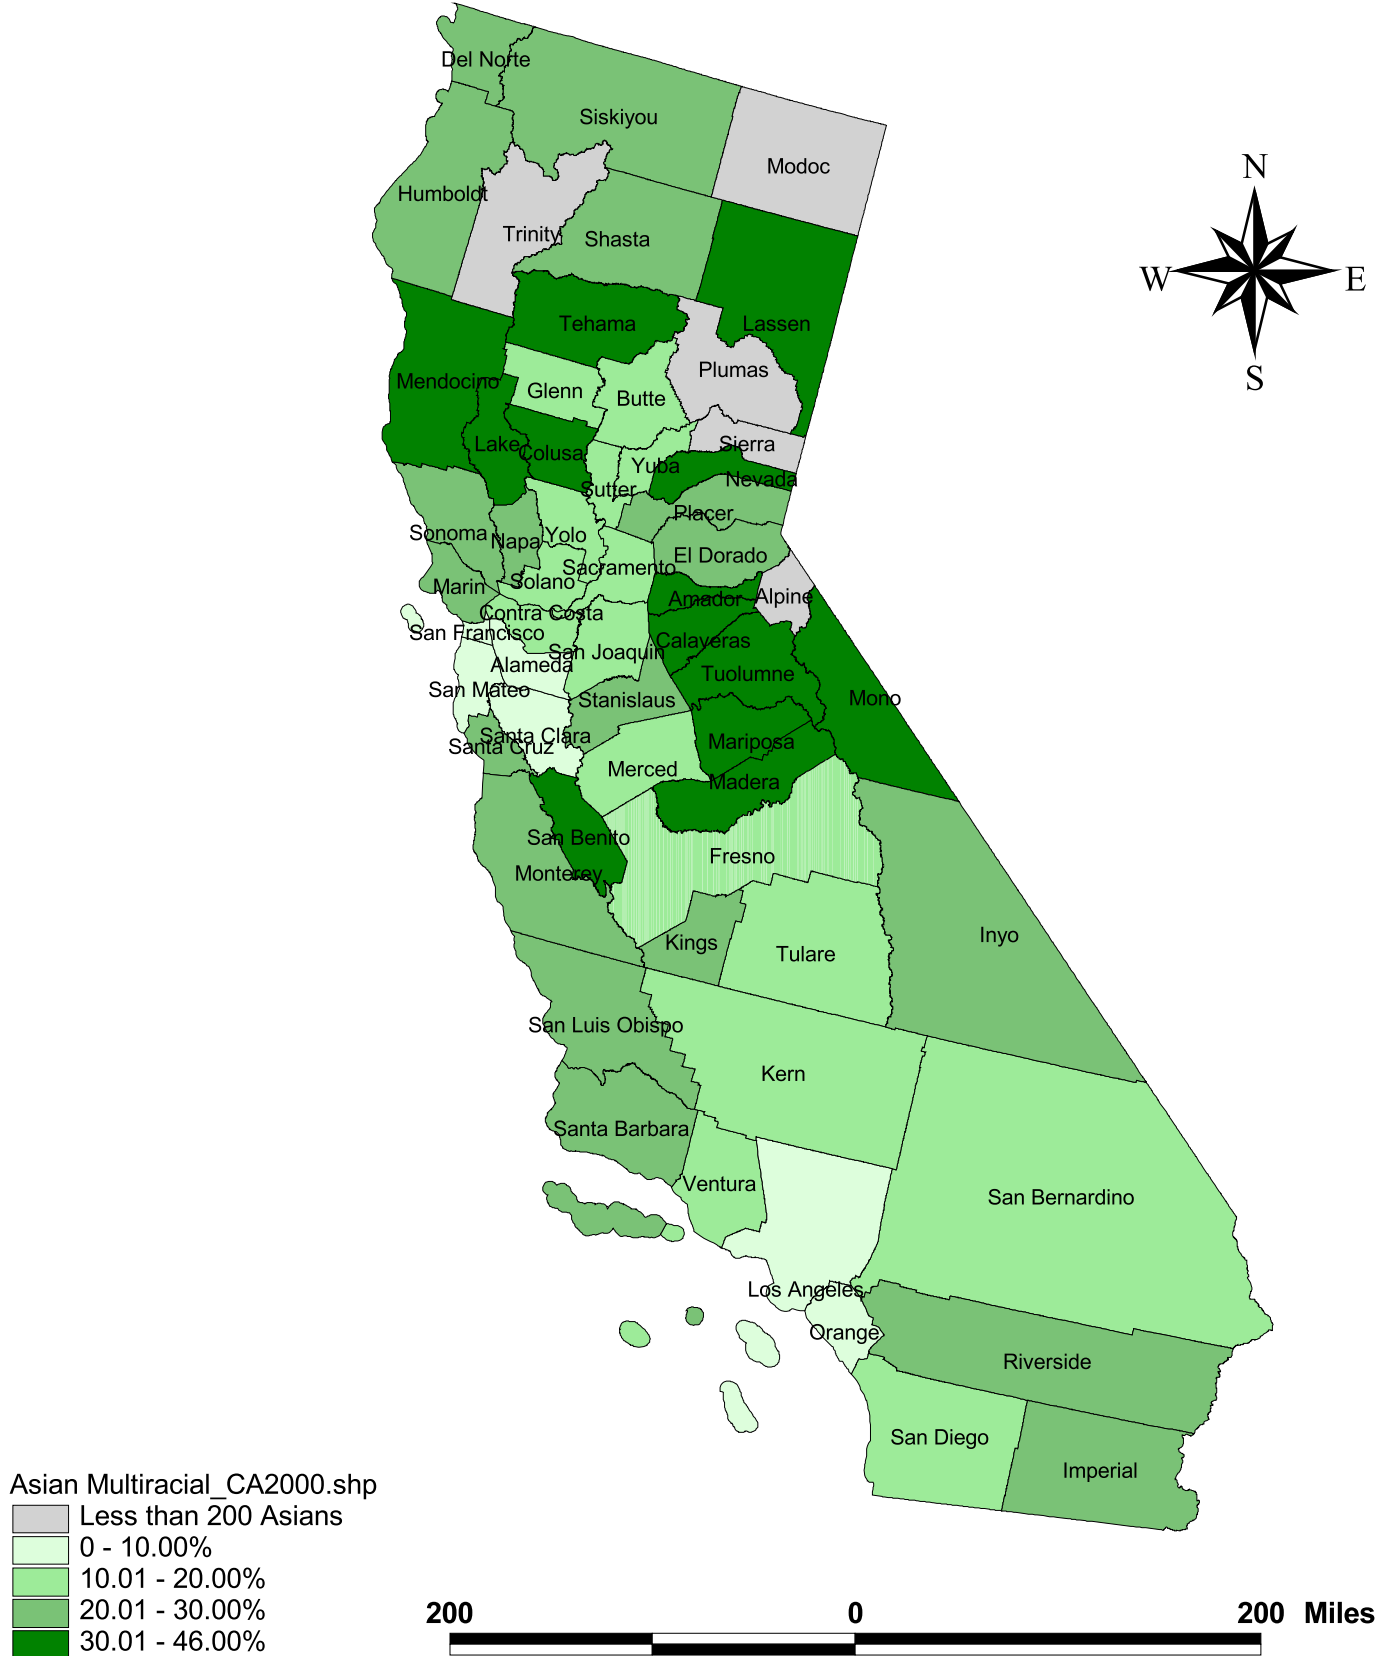 Del Norte
Siskiyou
Modoc
N
Humboldt
Trinity
Shasta
W
E
Tehama
Lassen
S
Plumas
Mendocino
Glenn
Butte
Lake
Colusa
Sierra
Yuba
Nevada
Sutter
Placer
Sonoma
Napa
Yolo
El Dorado
Sacramento
Solano
Marin
Amador
Alpine
Contra Costa
San Francisco
Calaveras
San Joaquin
Alameda
Tuolumne
San Mateo
Stanislaus
Mono
Santa Clara
Santa Cruz
Mariposa
Merced
Madera
San Benito
Fresno
Monterey
Inyo
Kings
Tulare
San Luis Obispo
Kern
Santa Barbara
Ventura
San Bernardino
Los Angeles
Orange
Riverside
San Diego
Imperial
Asian Multiracial_CA2000.shp
Less than 200 Asians
0 - 10.00%
10.01 - 20.00%
20.01 - 30.00%
30.01 - 46.00%
200 0 200 Miles